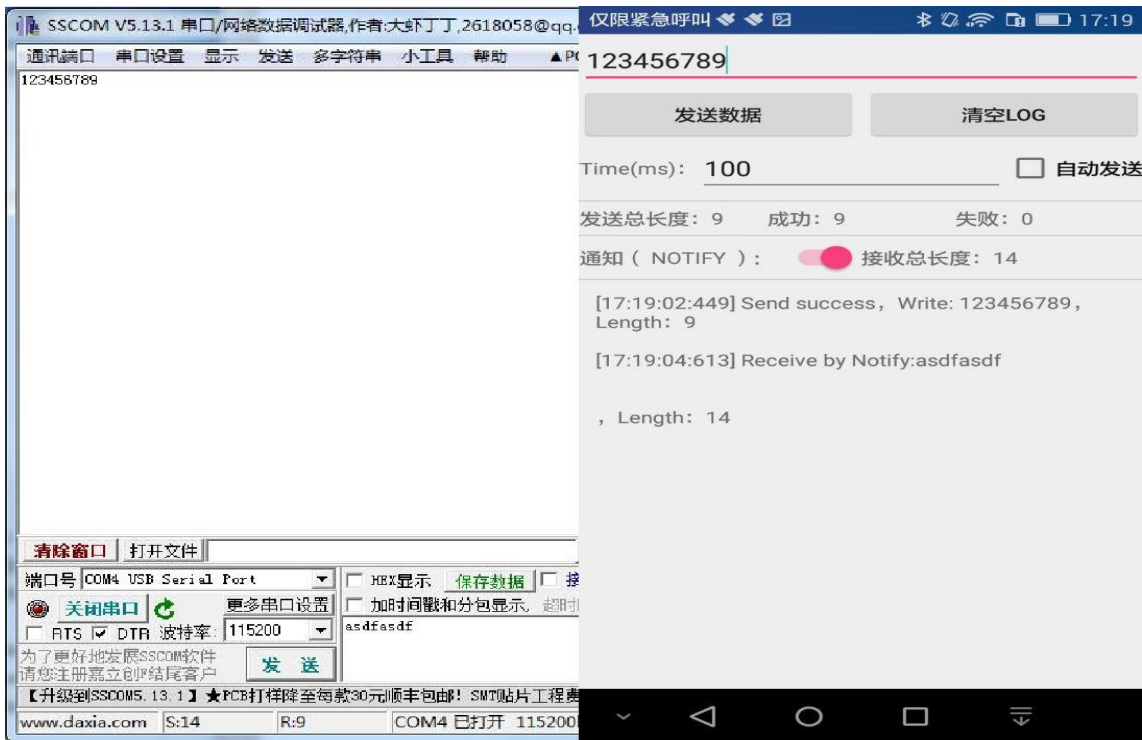 SSCOM V5.13.1 串口/网络数据调试器,作者:大虾丁丁,2618058@qq.
通讯端口 串口设置 显示 发送 多字符串 小工具 帮助 ▲PC
123456789
清除窗口 打开文件
端口号 COM4 USB Serial Port HEX显示 保存数据 接
关闭串口 更多串口设置 加时间戳和分包显示, 超时
RTS DTR 波特率: 115200 asdfasdf
为了更好地发展SSCOM软件
请您注册嘉立创F结尾客户
发 送
【升级到SSCOM5.13.1】★PCB打样降至每款30元顺丰包邮! SMT贴片工程费
www.daxia.com S:14 R:9 COM4 已打开 115200
仅限紧急呼叫 17:19
123456789
发送数据 清空LOG
Time(ms): 100 自动发送
发送总长度: 9 成功: 9 失败: 0
通知 ( NOTIFY ) : 接收总长度: 14
[17:19:02:449] Send success, Write: 123456789,
Length: 9
[17:19:04:613] Receive by Notify:asdfasdf
, Length: 14